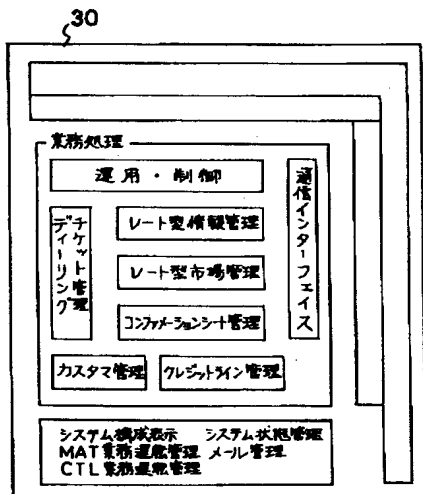 30
業務処理
運用・制御
通信インターフェイス
ディーリング
チケット管理
レート型情報管理
レート型市場管理
コンファメーションシート管理
カスタマ管理
クレジットライン管理
システム構成表示 システム状態管理
MAT業務運転管理 メール管理
CTL業務運転管理